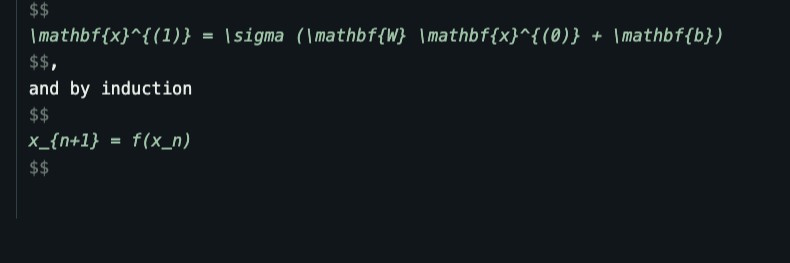 $$
\mathbf{x}^{(1)} = \sigma (\mathbf{W} \mathbf{x}^{(0)} + \mathbf{b})
$$,
and by induction
$$
x_{n+1} = f(x_n)
$$